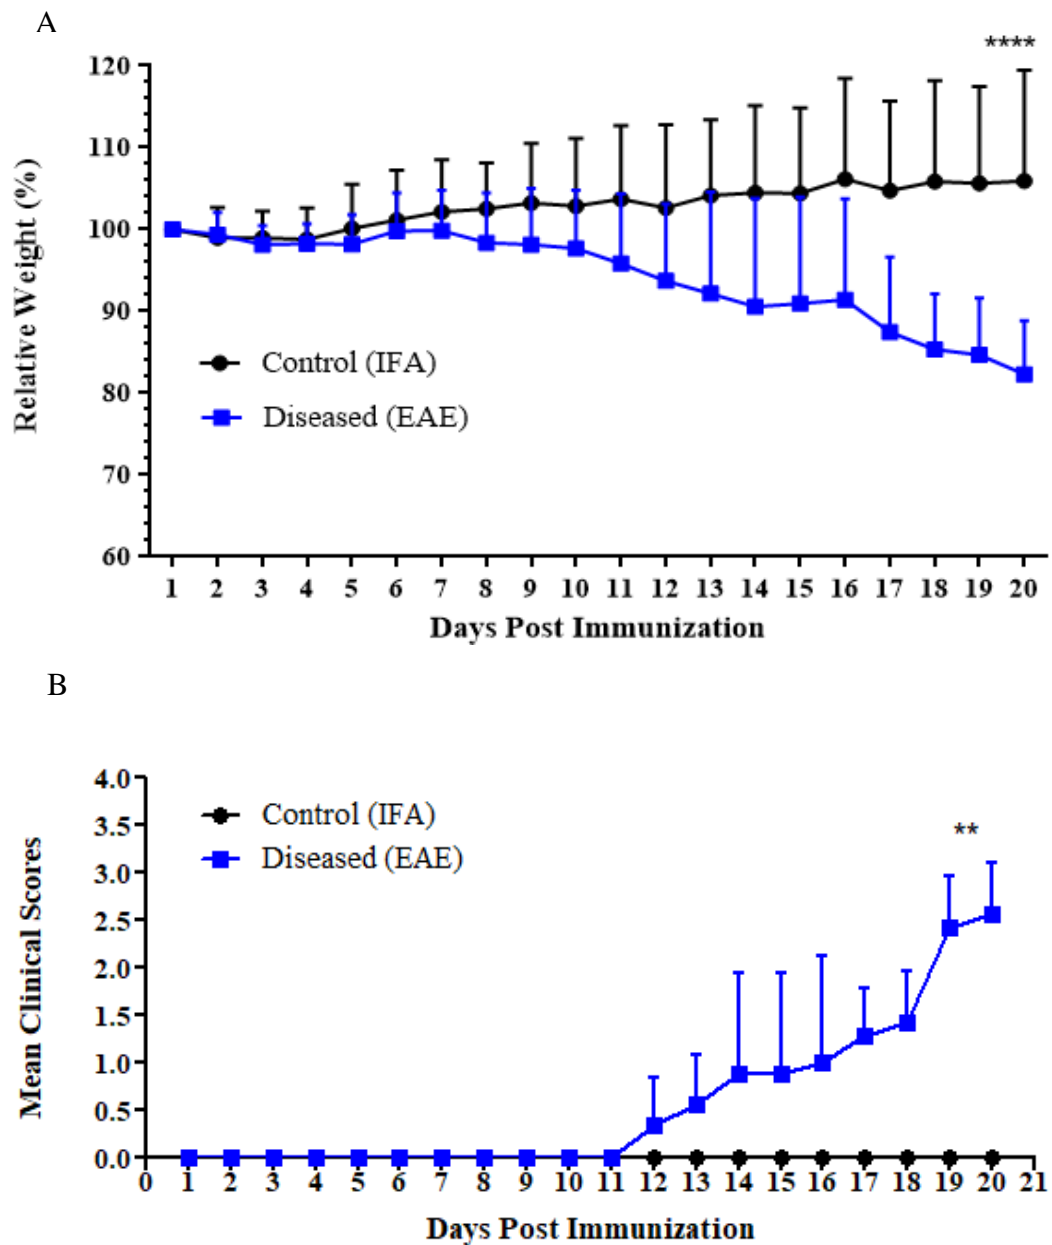 A
****
120
110
100
90
80
70
60
Relative Weight (%)
Control (IFA)
Diseased (EAE)
1 2 3 4 5 6 7 8 9 10 11 12 13 14 15 16 17 18 19 20
Days Post Immunization
B
4.0
3.5
3.0
2.5
2.0
1.5
1.0
0.5
0.0
Mean Clinical Scores
Control (IFA)
Diseased (EAE)
**
0 1 2 3 4 5 6 7 8 9 10 11 12 13 14 15 16 17 18 19 20 21
Days Post Immunization